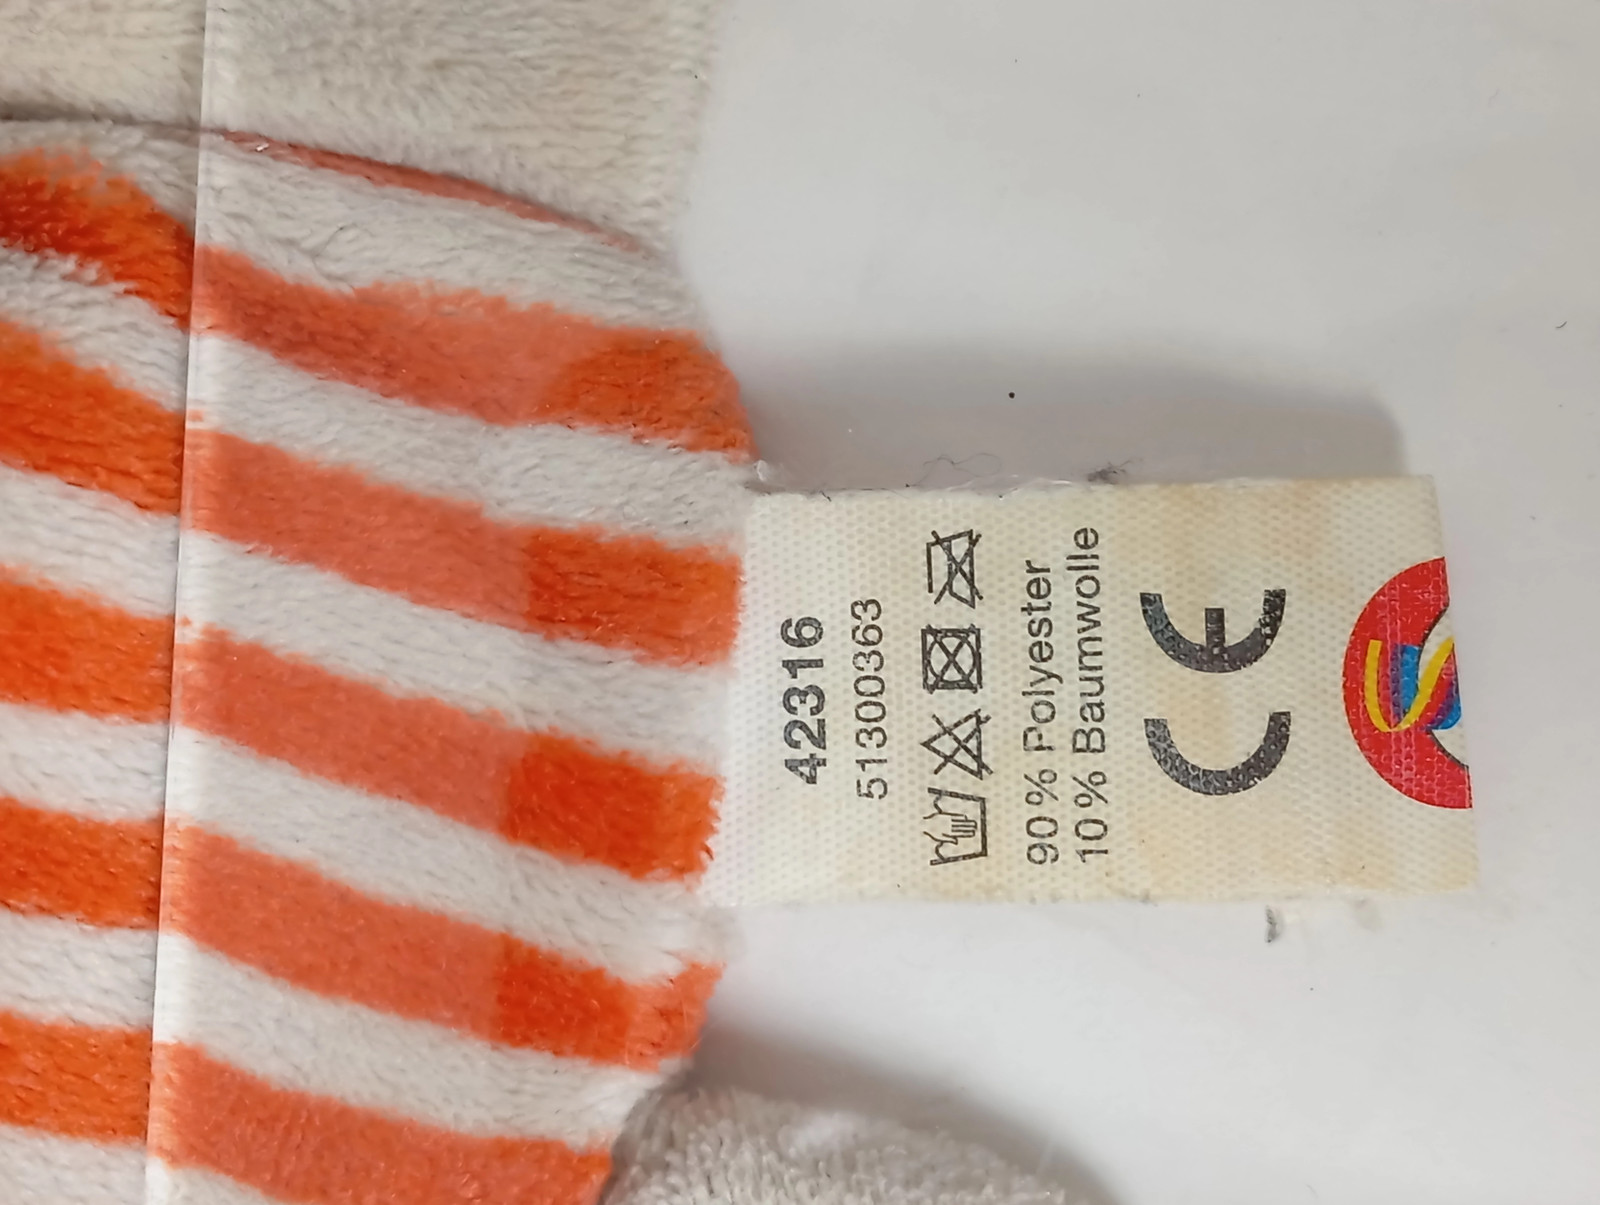 42316
51300363
90% Polyester
10% Baumwolle
CE